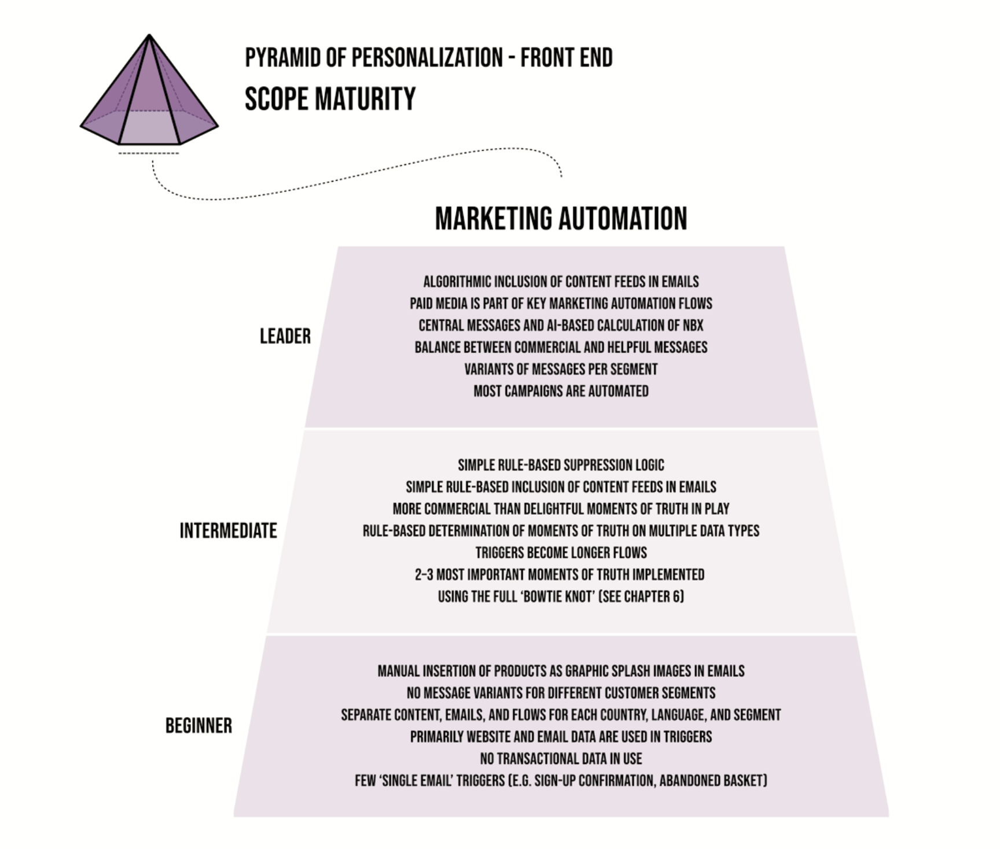 PYRAMID OF PERSONALIZATION - FRONT END
SCOPE MATURITY
MARKETING AUTOMATION
LEADER
ALGORITHMIC INCLUSION OF CONTENT FEEDS IN EMAILS
PAID MEDIA IS PART OF KEY MARKETING AUTOMATION FLOWS
CENTRAL MESSAGES AND AI-BASED CALCULATION OF NBX
BALANCE BETWEEN COMMERCIAL AND HELPFUL MESSAGES
VARIANTS OF MESSAGES PER SEGMENT
MOST CAMPAIGNS ARE AUTOMATED
INTERMEDIATE
SIMPLE RULE-BASED SUPPRESSION LOGIC
SIMPLE RULE-BASED INCLUSION OF CONTENT FEEDS IN EMAILS
MORE COMMERCIAL THAN DELIGHTFUL MOMENTS OF TRUTH IN PLAY
RULE-BASED DETERMINATION OF MOMENTS OF TRUTH ON MULTIPLE DATA TYPES
TRIGGERS BECOME LONGER FLOWS
2–3 MOST IMPORTANT MOMENTS OF TRUTH IMPLEMENTED
USING THE FULL ‘BOWTIE KNOT’ (SEE CHAPTER 6)
BEGINNER
MANUAL INSERTION OF PRODUCTS AS GRAPHIC SPLASH IMAGES IN EMAILS
NO MESSAGE VARIANTS FOR DIFFERENT CUSTOMER SEGMENTS
SEPARATE CONTENT, EMAILS, AND FLOWS FOR EACH COUNTRY, LANGUAGE, AND SEGMENT
PRIMARILY WEBSITE AND EMAIL DATA ARE USED IN TRIGGERS
NO TRANSACTIONAL DATA IN USE
FEW ‘SINGLE EMAIL’ TRIGGERS (E.G. SIGN-UP CONFIRMATION, ABANDONED BASKET)